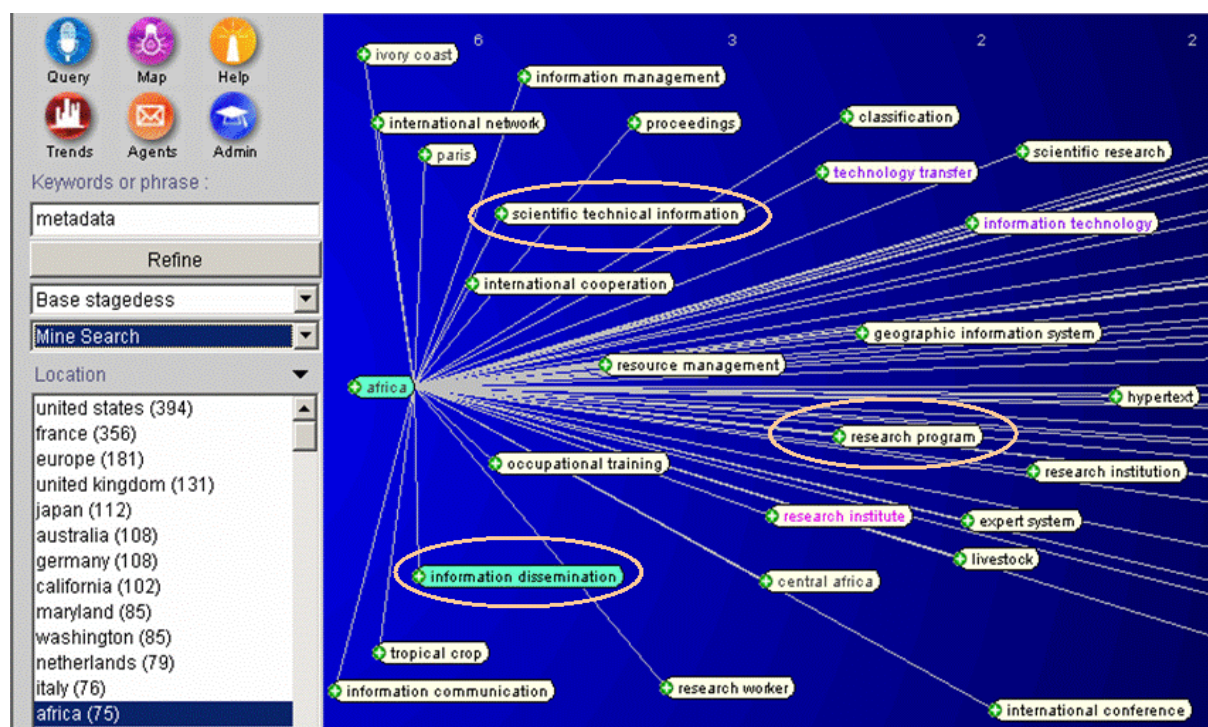 Query Map Help
Trends Agents Admin
Keywords or phrase :
metadata
Refine
Base stagedess
Mine Search
Location
united states (394)
france (356)
europe (181)
united kingdom (131)
japan (112)
australia (108)
germany (108)
california (102)
maryland (85)
washington (85)
netherlands (79)
italy (76)
africa (75)
6 3 2 2
ivory coast
information management
international network
proceedings
classification
paris
scientific research
technology transfer
scientific technical information
information technology
international cooperation
geographic information system
resource management
africa
hypertext
research program
occupational training
research institution
research institute
expert system
livestock
information dissemination
central africa
tropical crop
information communication
research worker
international conference